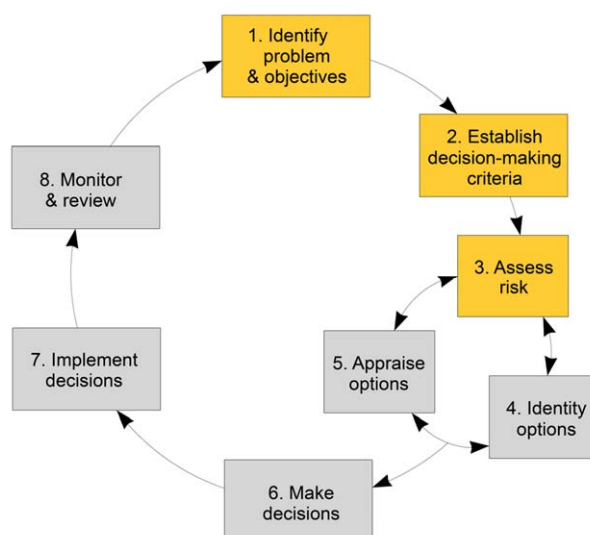 1. Identify
problem
& objectives
2. Establish
decision-making
criteria
3. Assess
risk
4. Identity
options
5. Appraise
options
6. Make
decisions
7. Implement
decisions
8. Monitor
& review